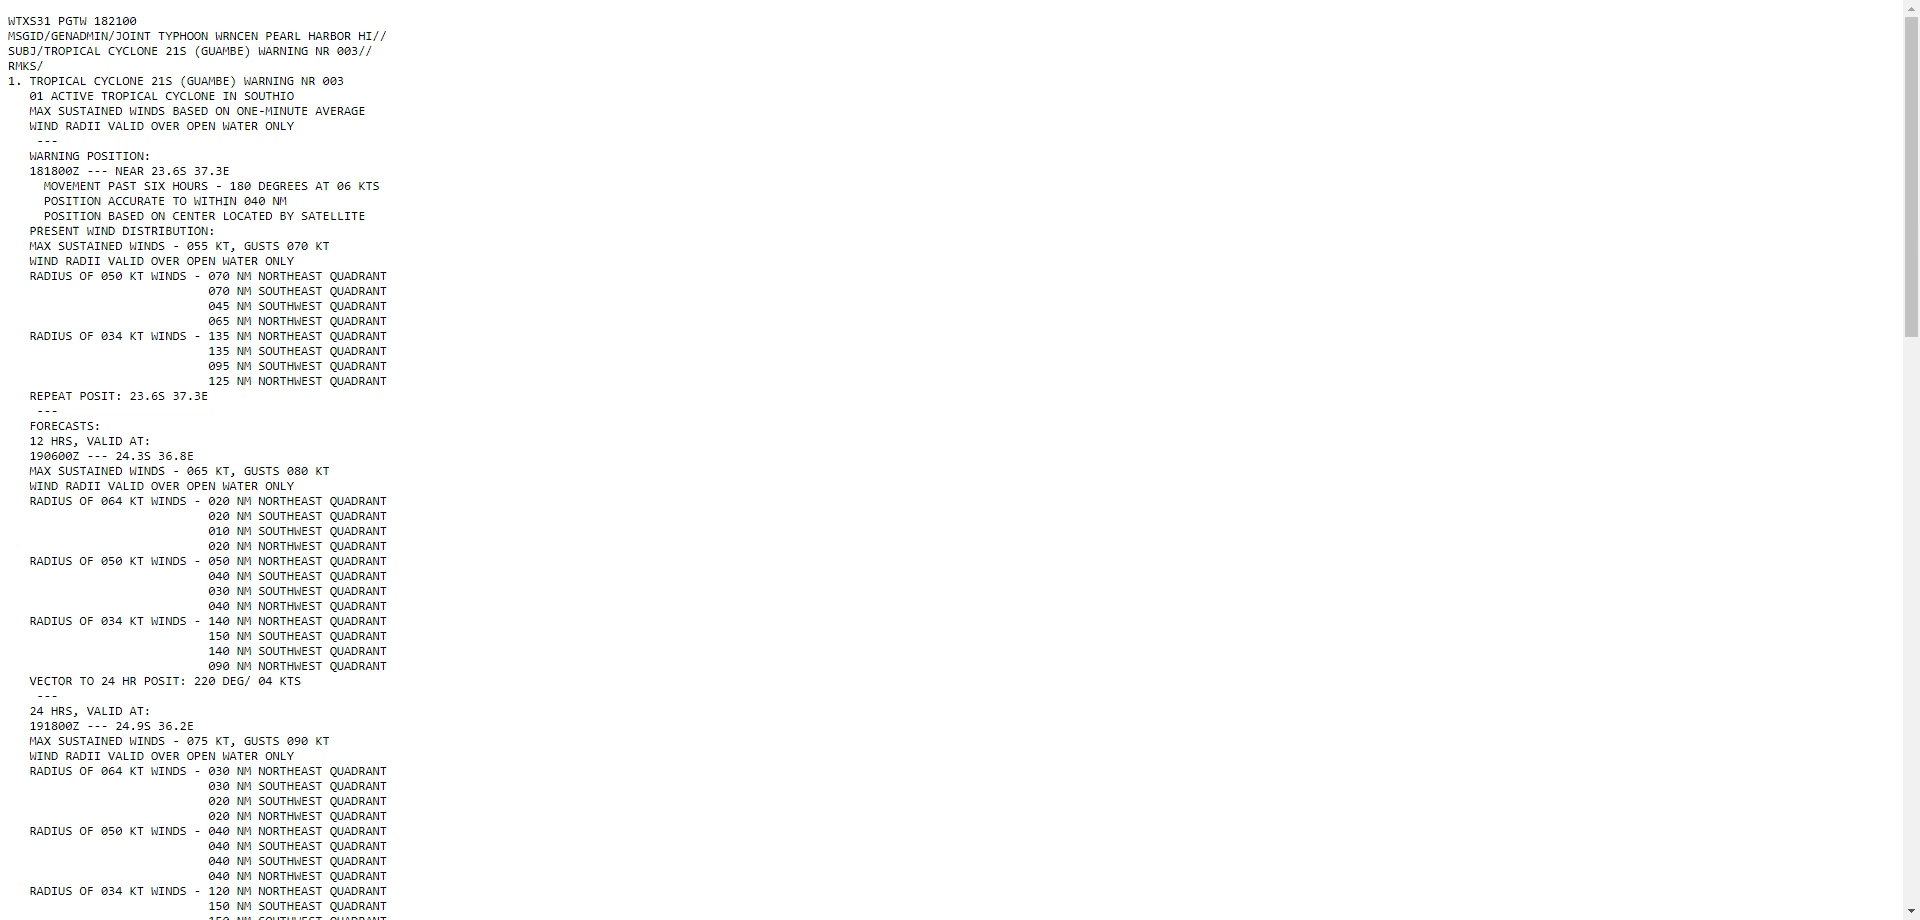 WTXS31 PGTW 182100
MSGID/GENADMIN/JOINT TYPHOON WRNCEN PEARL HARBOR HI//
SUBJ/TROPICAL CYCLONE 21S (GUAMBE) WARNING NR 003//
RMKS/
1. TROPICAL CYCLONE 21S (GUAMBE) WARNING NR 003
   01 ACTIVE TROPICAL CYCLONE IN SOUTHIO
   MAX SUSTAINED WINDS BASED ON ONE-MINUTE AVERAGE
   WIND RADII VALID OVER OPEN WATER ONLY
    ---
   WARNING POSITION:
   181800Z --- NEAR 23.6S 37.3E
     MOVEMENT PAST SIX HOURS - 180 DEGREES AT 06 KTS
     POSITION ACCURATE TO WITHIN 040 NM
     POSITION BASED ON CENTER LOCATED BY SATELLITE
   PRESENT WIND DISTRIBUTION:
   MAX SUSTAINED WINDS - 055 KT, GUSTS 070 KT
   WIND RADII VALID OVER OPEN WATER ONLY
   RADIUS OF 050 KT WINDS - 070 NM NORTHEAST QUADRANT
                            070 NM SOUTHEAST QUADRANT
                            045 NM SOUTHWEST QUADRANT
                            065 NM NORTHWEST QUADRANT
   RADIUS OF 034 KT WINDS - 135 NM NORTHEAST QUADRANT
                            135 NM SOUTHEAST QUADRANT
                            095 NM SOUTHWEST QUADRANT
                            125 NM NORTHWEST QUADRANT
   REPEAT POSIT: 23.6S 37.3E
    ---
   FORECASTS:
   12 HRS, VALID AT:
   190600Z --- 24.3S 36.8E
   MAX SUSTAINED WINDS - 065 KT, GUSTS 080 KT
   WIND RADII VALID OVER OPEN WATER ONLY
   RADIUS OF 064 KT WINDS - 020 NM NORTHEAST QUADRANT
                            020 NM SOUTHEAST QUADRANT
                            010 NM SOUTHWEST QUADRANT
                            020 NM NORTHWEST QUADRANT
   RADIUS OF 050 KT WINDS - 050 NM NORTHEAST QUADRANT
                            040 NM SOUTHEAST QUADRANT
                            030 NM SOUTHWEST QUADRANT
                            040 NM NORTHWEST QUADRANT
   RADIUS OF 034 KT WINDS - 140 NM NORTHEAST QUADRANT
                            150 NM SOUTHEAST QUADRANT
                            140 NM SOUTHWEST QUADRANT
                            090 NM NORTHWEST QUADRANT
   VECTOR TO 24 HR POSIT: 220 DEG/ 04 KTS
    ---
   24 HRS, VALID AT:
   191800Z --- 24.9S 36.2E
   MAX SUSTAINED WINDS - 075 KT, GUSTS 090 KT
   WIND RADII VALID OVER OPEN WATER ONLY
   RADIUS OF 064 KT WINDS - 030 NM NORTHEAST QUADRANT
                            030 NM SOUTHEAST QUADRANT
                            020 NM SOUTHWEST QUADRANT
                            020 NM NORTHWEST QUADRANT
   RADIUS OF 050 KT WINDS - 040 NM NORTHEAST QUADRANT
                            040 NM SOUTHEAST QUADRANT
                            040 NM SOUTHWEST QUADRANT
                            040 NM NORTHWEST QUADRANT
   RADIUS OF 034 KT WINDS - 120 NM NORTHEAST QUADRANT
                            150 NM SOUTHEAST QUADRANT